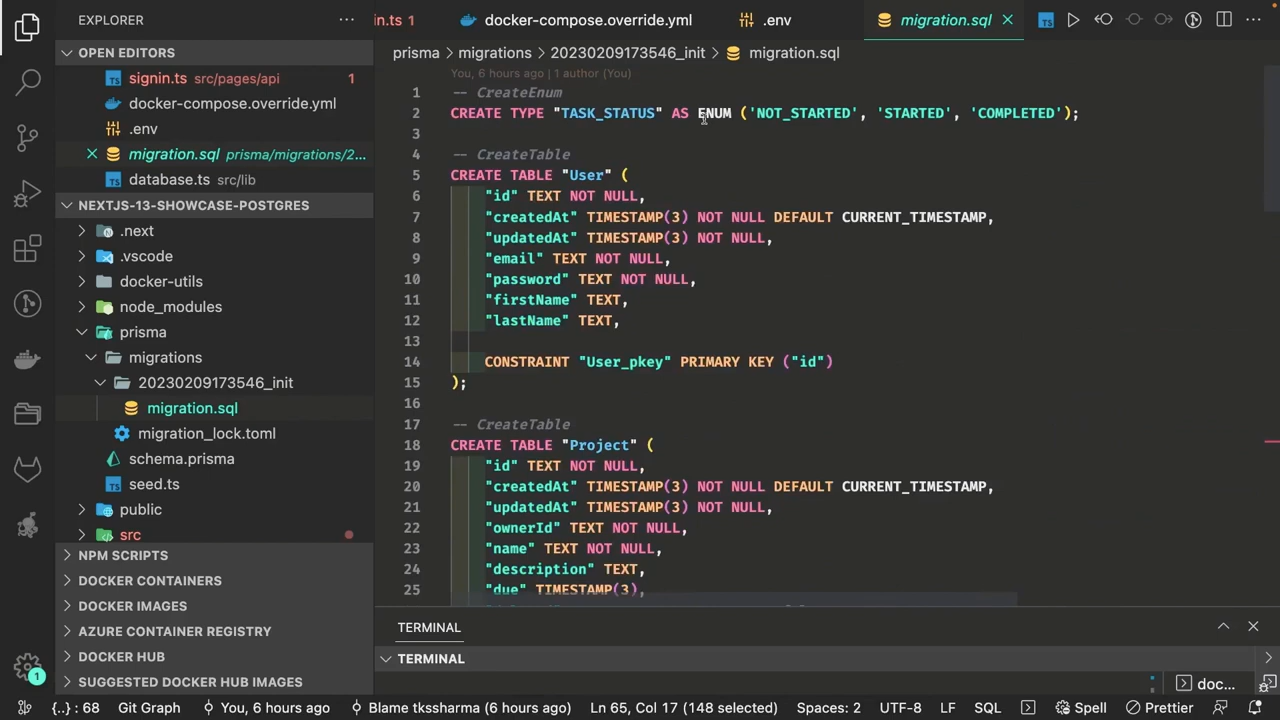 EXPLORER
OPEN EDITORS
signin.ts src/pages/api 1
docker-compose.override.yml
.env
migration.sql prisma/migrations/2...
database.ts src/lib
NEXTJS-13-SHOWCASE-POSTGRES
.next
.vscode
docker-utils
node_modules
prisma
migrations
20230209173546_init
migration.sql
migration_lock.toml
schema.prisma
seed.ts
public
src
NPM SCRIPTS
DOCKER CONTAINERS
DOCKER IMAGES
AZURE CONTAINER REGISTRY
DOCKER HUB
SUGGESTED DOCKER HUB IMAGES
in.ts 1 docker-compose.override.yml .env migration.sql
prisma > migrations > 20230209173546_init > migration.sql
You, 6 hours ago | 1 author (You)
1 -- CreateEnum
2 CREATE TYPE "TASK_STATUS" AS ENUM ('NOT_STARTED', 'STARTED', 'COMPLETED');
3
4 -- CreateTable
5 CREATE TABLE "User" (
6 "id" TEXT NOT NULL,
7 "createdAt" TIMESTAMP(3) NOT NULL DEFAULT CURRENT_TIMESTAMP,
8 "updatedAt" TIMESTAMP(3) NOT NULL,
9 "email" TEXT NOT NULL,
10 "password" TEXT NOT NULL,
11 "firstName" TEXT,
12 "lastName" TEXT,
13
14 CONSTRAINT "User_pkey" PRIMARY KEY ("id")
15 );
16
17 -- CreateTable
18 CREATE TABLE "Project" (
19 "id" TEXT NOT NULL,
20 "createdAt" TIMESTAMP(3) NOT NULL DEFAULT CURRENT_TIMESTAMP,
21 "updatedAt" TIMESTAMP(3) NOT NULL,
22 "ownerId" TEXT NOT NULL,
23 "name" TEXT NOT NULL,
24 "description" TEXT,
25 "due" TIMESTAMP(3),
TERMINAL
TERMINAL
doc...
1
{..} : 68 Git Graph You, 6 hours ago Blame tkssharma (6 hours ago) Ln 65, Col 17 (148 selected) Spaces: 2 UTF-8 LF SQL Spell Prettier